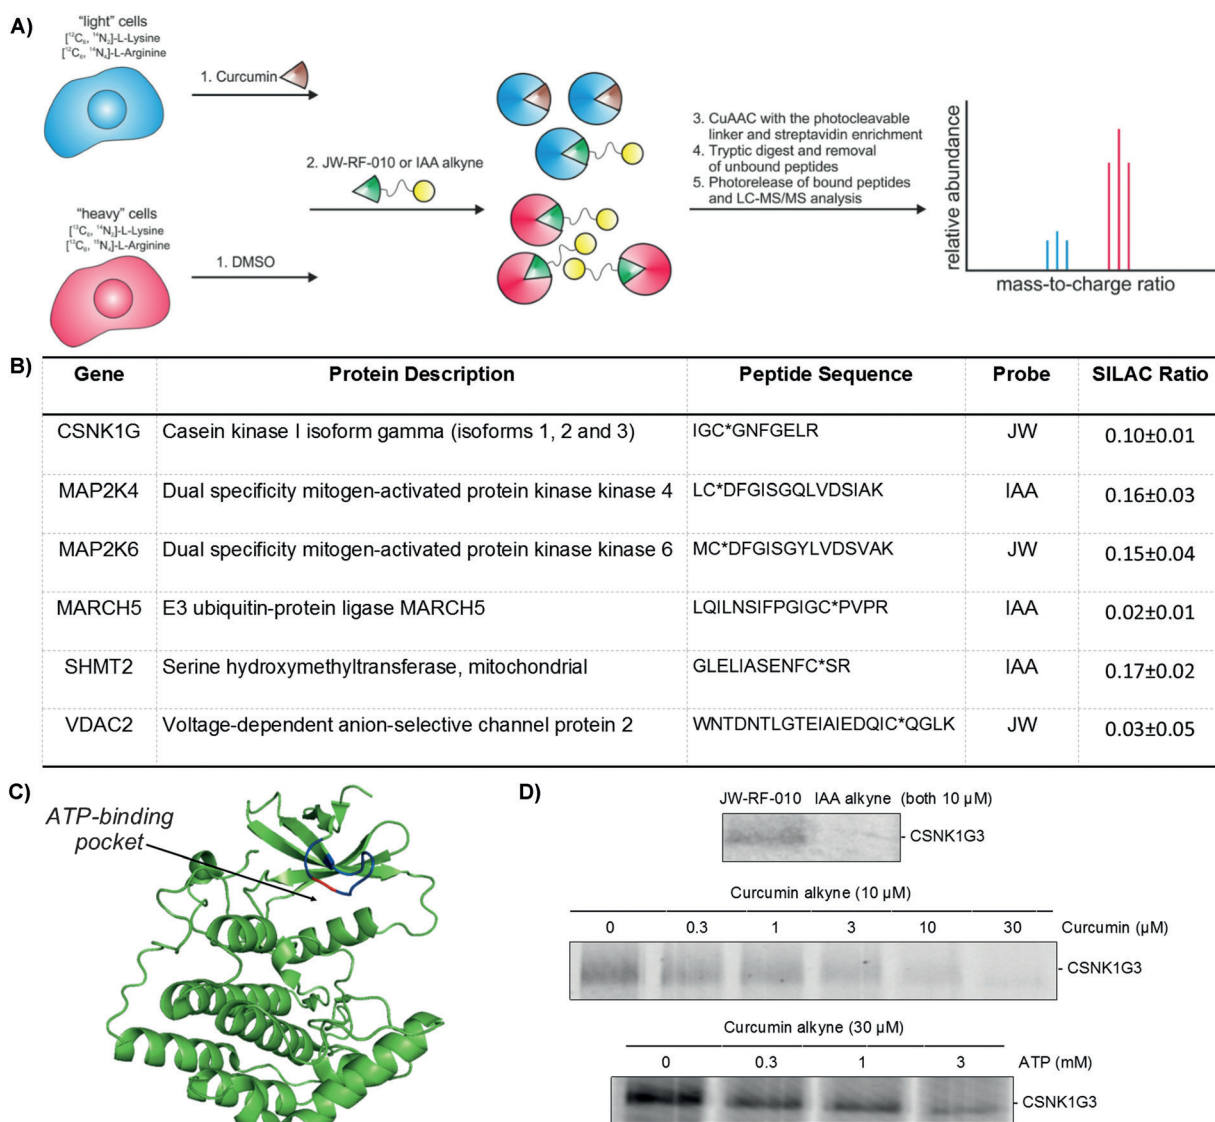 A)
"light" cells
[¹²C₆, ¹⁴N₂]-L-Lysine
[¹²C₆, ¹⁴N₄]-L-Arginine
1. Curcumin
"heavy" cells
1. DMSO
2. JW-RF-010 or IAA alkyne
3. CuAAC with the photocleavable
linker and streptavidin enrichment
4. Tryptic digest and removal
of unbound peptides
5. Photorelease of bound peptides
and LC-MS/MS analysis
relative abundance
mass-to-charge ratio
B)
Gene Protein Description Peptide Sequence Probe SILAC Ratio
CSNK1G Casein kinase I isoform gamma (isoforms 1, 2 and 3) IGC*GNFGELR JW 0.10±0.01
MAP2K4 Dual specificity mitogen-activated protein kinase kinase 4 LC*DFGISGQLVDSIAK IAA 0.16±0.03
MAP2K6 Dual specificity mitogen-activated protein kinase kinase 6 MC*DFGISGYLVDSVAK JW 0.15±0.04
MARCH5 E3 ubiquitin-protein ligase MARCH5 LQILNSIFPGIGC*PVPR IAA 0.02±0.01
SHMT2 Serine hydroxymethyltransferase, mitochondrial GLELIASENFC*SR IAA 0.17±0.02
VDAC2 Voltage-dependent anion-selective channel protein 2 WNTDNTLGTEIAIEDQIC*QGLK JW 0.03±0.05
C)
ATP-binding
pocket
D)
JW-RF-010 IAA alkyne (both 10 µM)
- CSNK1G3
Curcumin alkyne (10 µM)
0 0.3 1 3 10 30 Curcumin (µM)
- CSNK1G3
Curcumin alkyne (30 µM)
0 0.3 1 3 ATP (mM)
- CSNK1G3